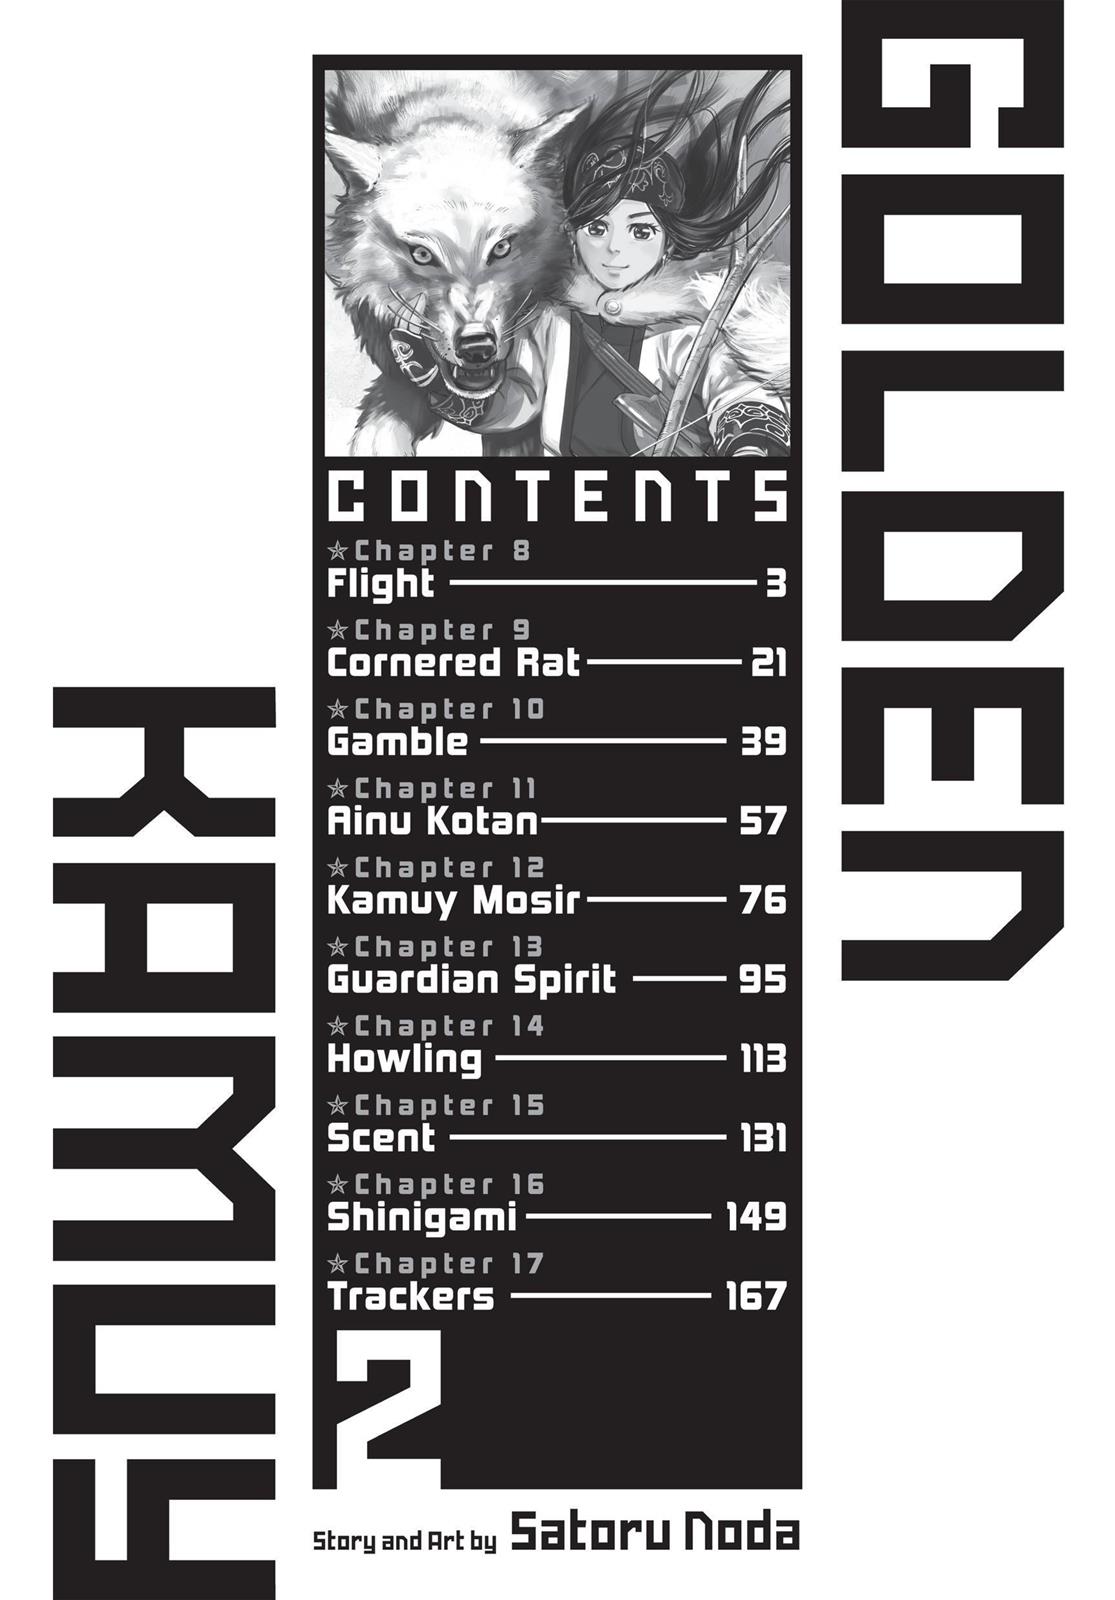 GOLDEN
KAMUY
CONTENTS
☆Chapter 8
Flight 3
☆Chapter 9
Cornered Rat 21
☆Chapter 10
Gamble 39
☆Chapter 11
Ainu Kotan 57
☆Chapter 12
Kamuy Mosir 76
☆Chapter 13
Guardian Spirit 95
☆Chapter 14
Howling 113
☆Chapter 15
Scent 131
☆Chapter 16
Shinigami 149
☆Chapter 17
Trackers 167
2
Story and Art by Satoru Noda